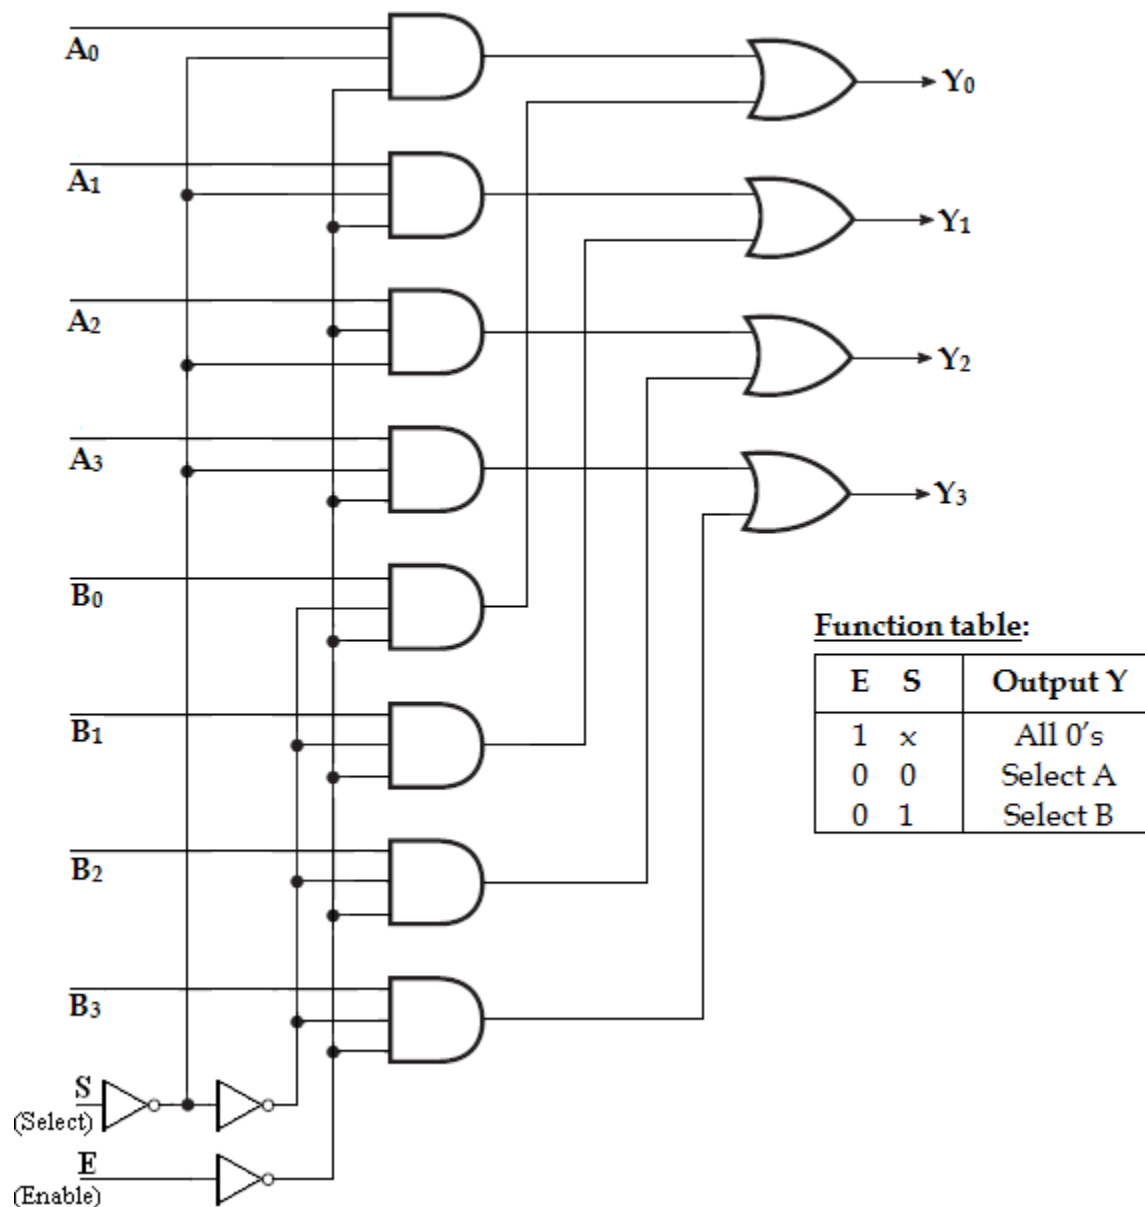 A0
Y0
A1
Y1
A2
Y2
A3
Y3
B0
Function table:
E S Output Y
1 x All 0's
0 0 Select A
0 1 Select B
B1
B2
B3
S
(Select)
E
(Enable)